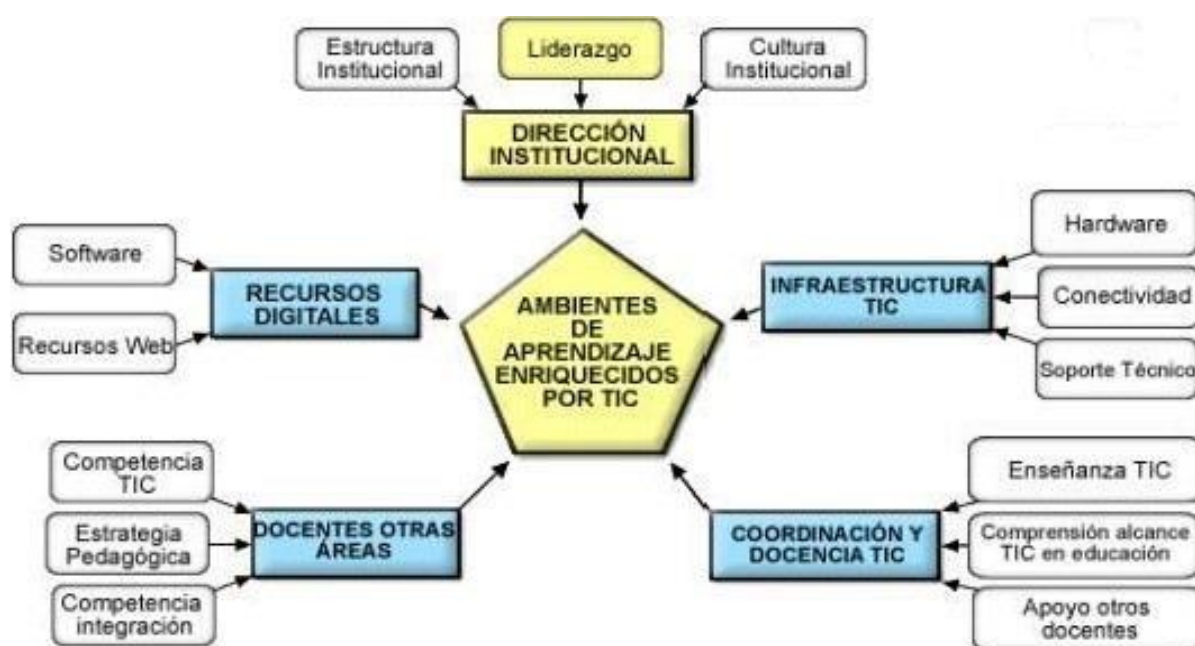 Estructura
Institucional
Liderazgo
Cultura
Institucional
DIRECCIÓN
INSTITUCIONAL
Software
Recursos Web
RECURSOS
DIGITALES
AMBIENTES
DE
APRENDIZAJE
ENRIQUECIDOS
POR TIC
INFRAESTRUCTURA
TIC
Hardware
Conectividad
Soporte Técnico
Competencia
TIC
Estrategia
Pedagógica
Competencia
integración
DOCENTES OTRAS
ÁREAS
COORDINACIÓN Y
DOCENCIA TIC
Enseñanza TIC
Comprensión alcance
TIC en educación
Apoyo otros
docentes